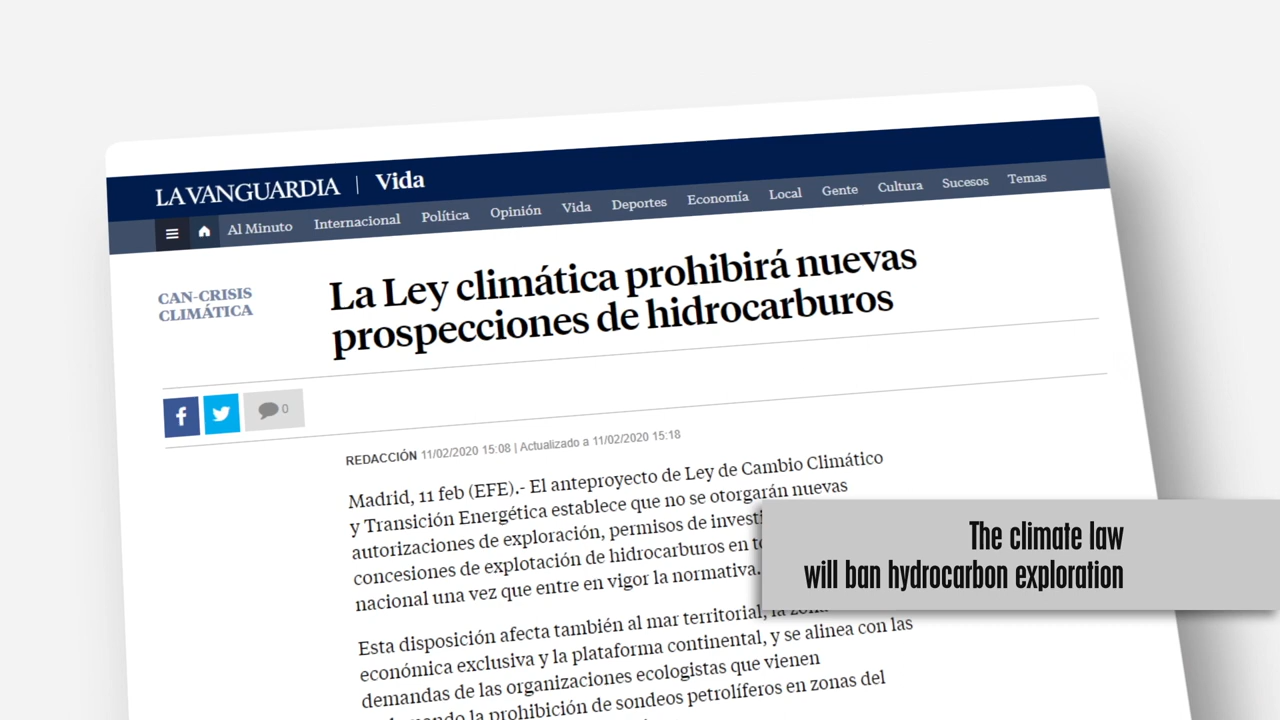 LA VANGUARDIA | Vida
Al Minuto Internacional Política Opinión Vida Deportes Economía Local Gente Cultura Sucesos Temas
CAN-CRISIS
CLIMÁTICA
La Ley climática prohibirá nuevas
prospecciones de hidrocarburos
0
REDACCIÓN 11/02/2020 15:08 | Actualizado a 11/02/2020 15:18
Madrid, 11 feb (EFE).- El anteproyecto de Ley de Cambio Climático
y Transición Energética establece que no se otorgarán nuevas
autorizaciones de exploración, permisos de
concesiones de explotación de hidrocarburos en
nacional una vez que entre en vigor la normativa.
Esta disposición afecta también al mar territorial, la
económica exclusiva y la plataforma continental, y se alinea con las
demandas de las organizaciones ecologistas que vienen
la prohibición de sondeos petrolíferos en zonas del
The climate law
will ban hydrocarbon exploration